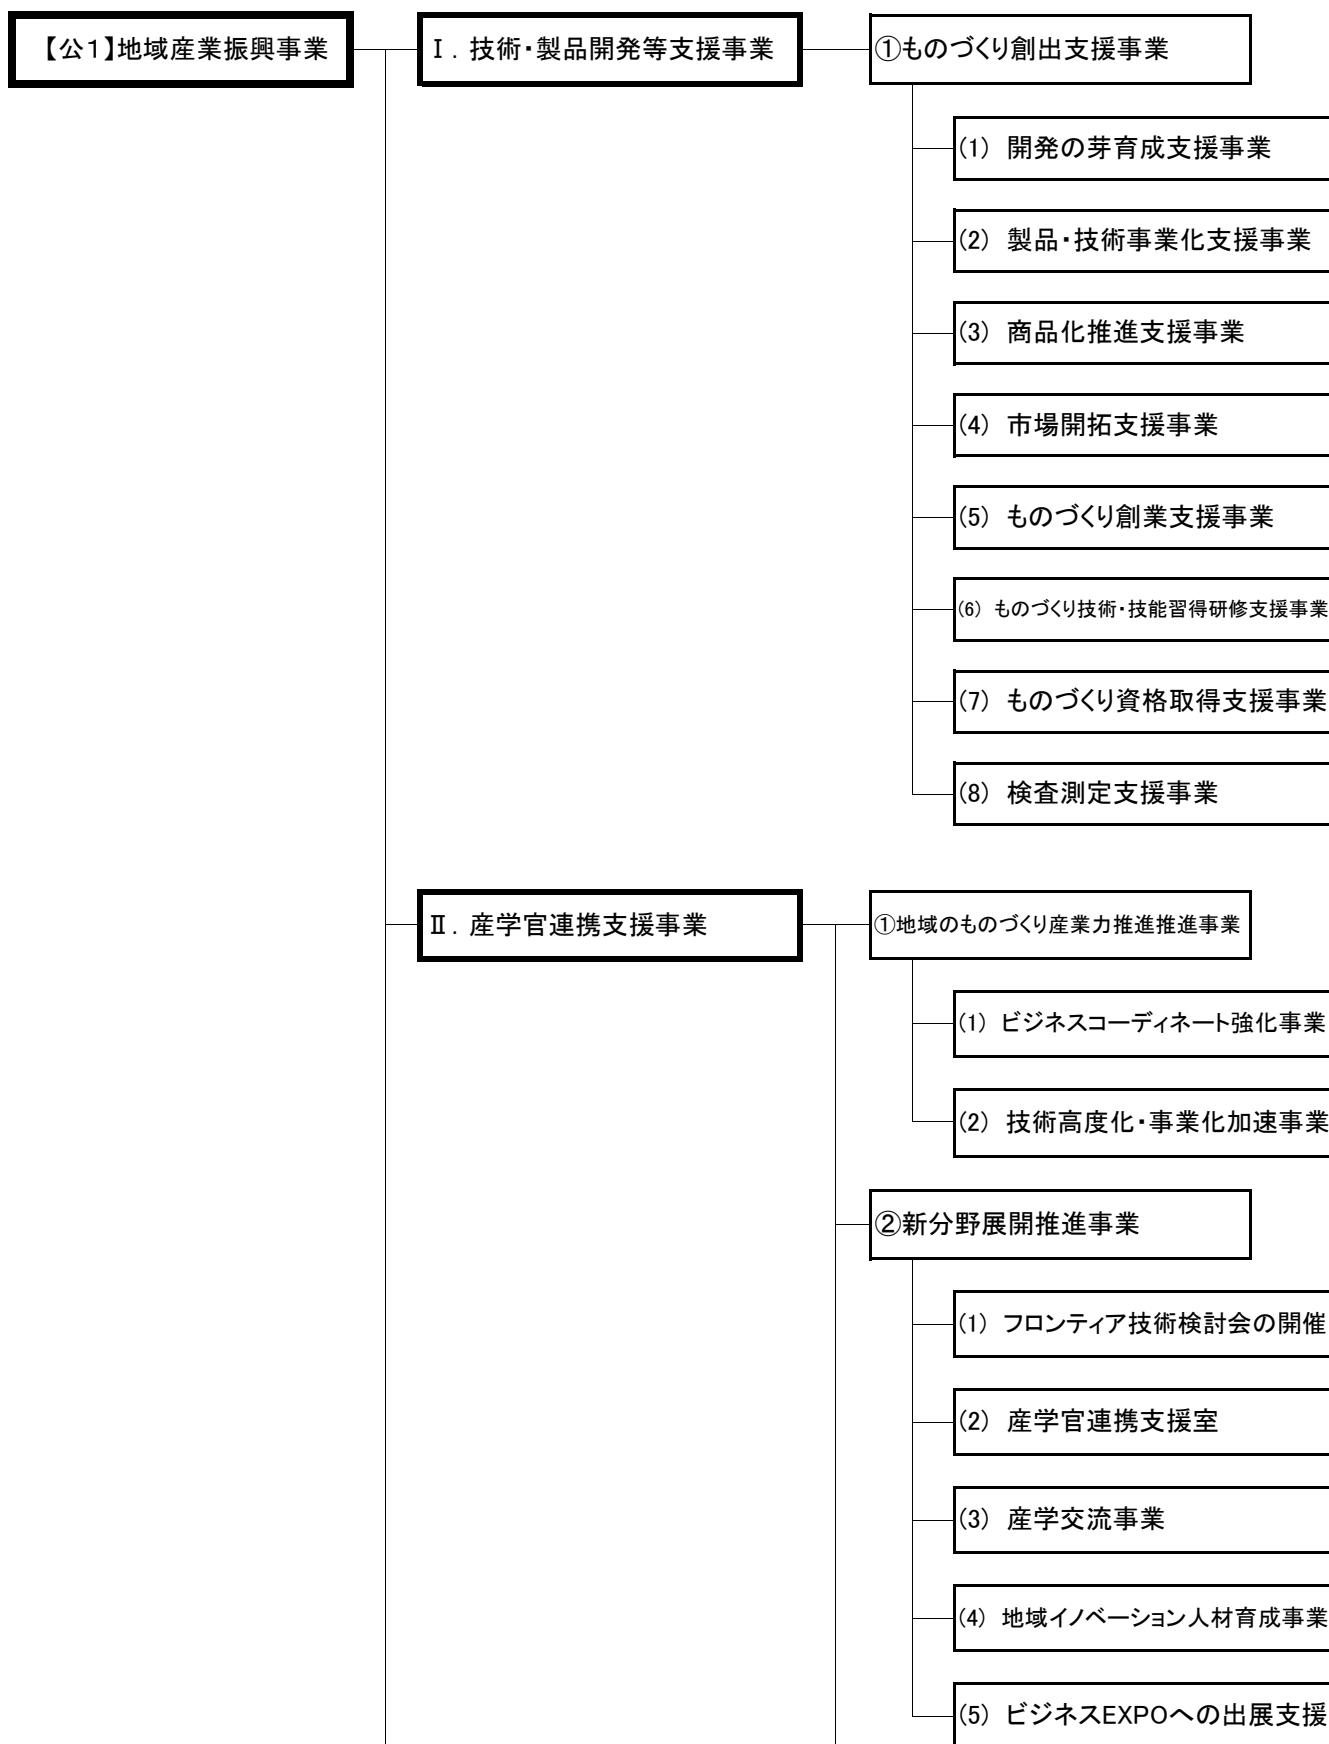 【公1】地域産業振興事業
Ⅰ．技術・製品開発等支援事業
①ものづくり創出支援事業
(1) 開発の芽育成支援事業
(2) 製品・技術事業化支援事業
(3) 商品化推進支援事業
(4) 市場開拓支援事業
(5) ものづくり創業支援事業
(6) ものづくり技術・技能習得研修支援事業
(7) ものづくり資格取得支援事業
(8) 検査測定支援事業
Ⅱ．産学官連携支援事業
①地域のものづくり産業力推進推進事業
(1) ビジネスコーディネート強化事業
(2) 技術高度化・事業化加速事業
②新分野展開推進事業
(1) フロンティア技術検討会の開催
(2) 産学官連携支援室
(3) 産学交流事業
(4) 地域イノベーション人材育成事業
(5) ビジネスEXPOへの出展支援